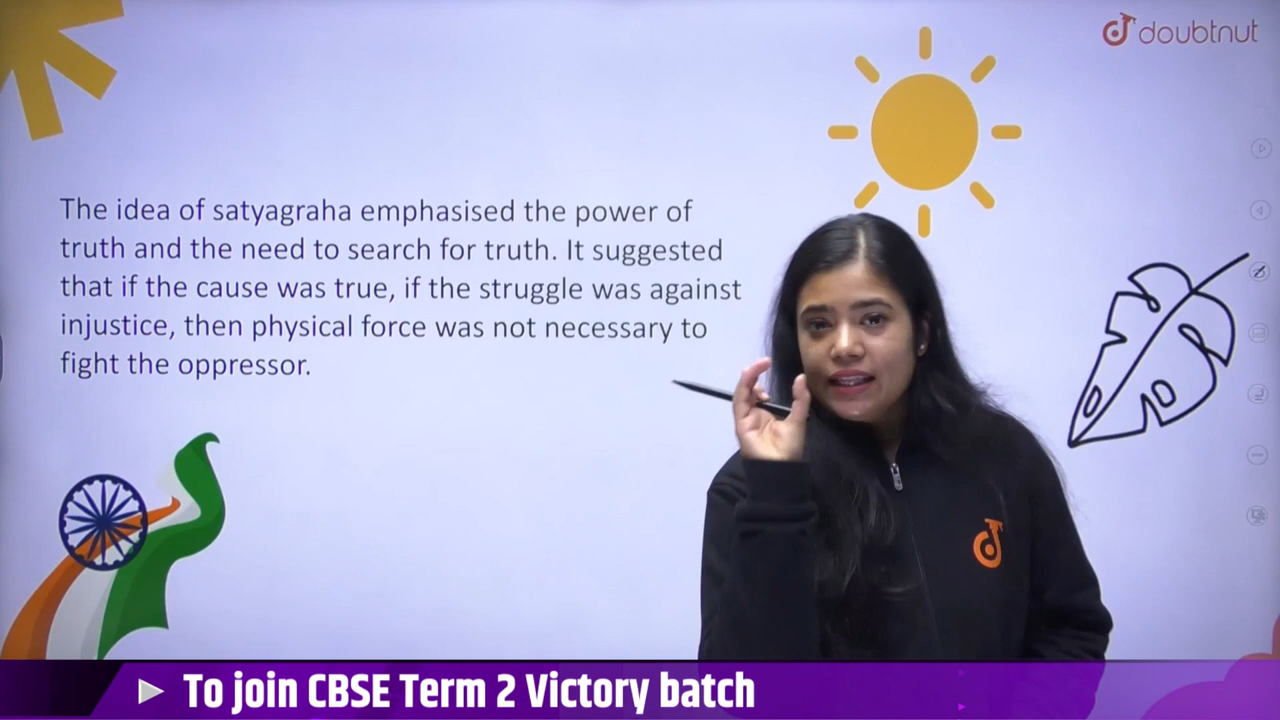 doubtnut
The idea of satyagraha emphasised the power of
truth and the need to search for truth. It suggested
that if the cause was true, if the struggle was against
injustice, then physical force was not necessary to
fight the oppressor.
To join CBSE Term 2 Victory batch